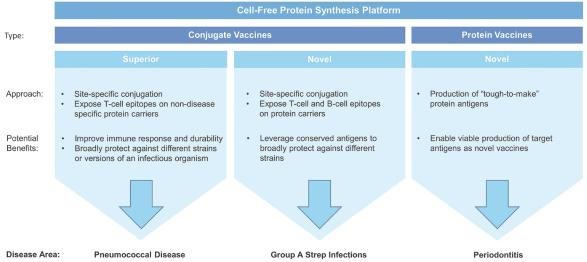 Cell-Free Protein Synthesis Platform
Type:
Conjugate Vaccines
Protein Vaccines
Superior
Novel
Novel
Approach:
• Site-specific conjugation
• Expose T-cell epitopes on non-disease
specific protein carriers
• Site-specific conjugation
• Expose T-cell and B-cell epitopes
on protein carriers
• Production of "tough-to-make"
protein antigens
Potential
Benefits:
• Improve immune response and durability
• Broadly protect against different strains
or versions of an infectious organism
• Leverage conserved antigens to
broadly protect against different
strains
• Enable viable production of target
antigens as novel vaccines
Disease Area:
Pneumococcal Disease
Group A Strep Infections
Periodontitis